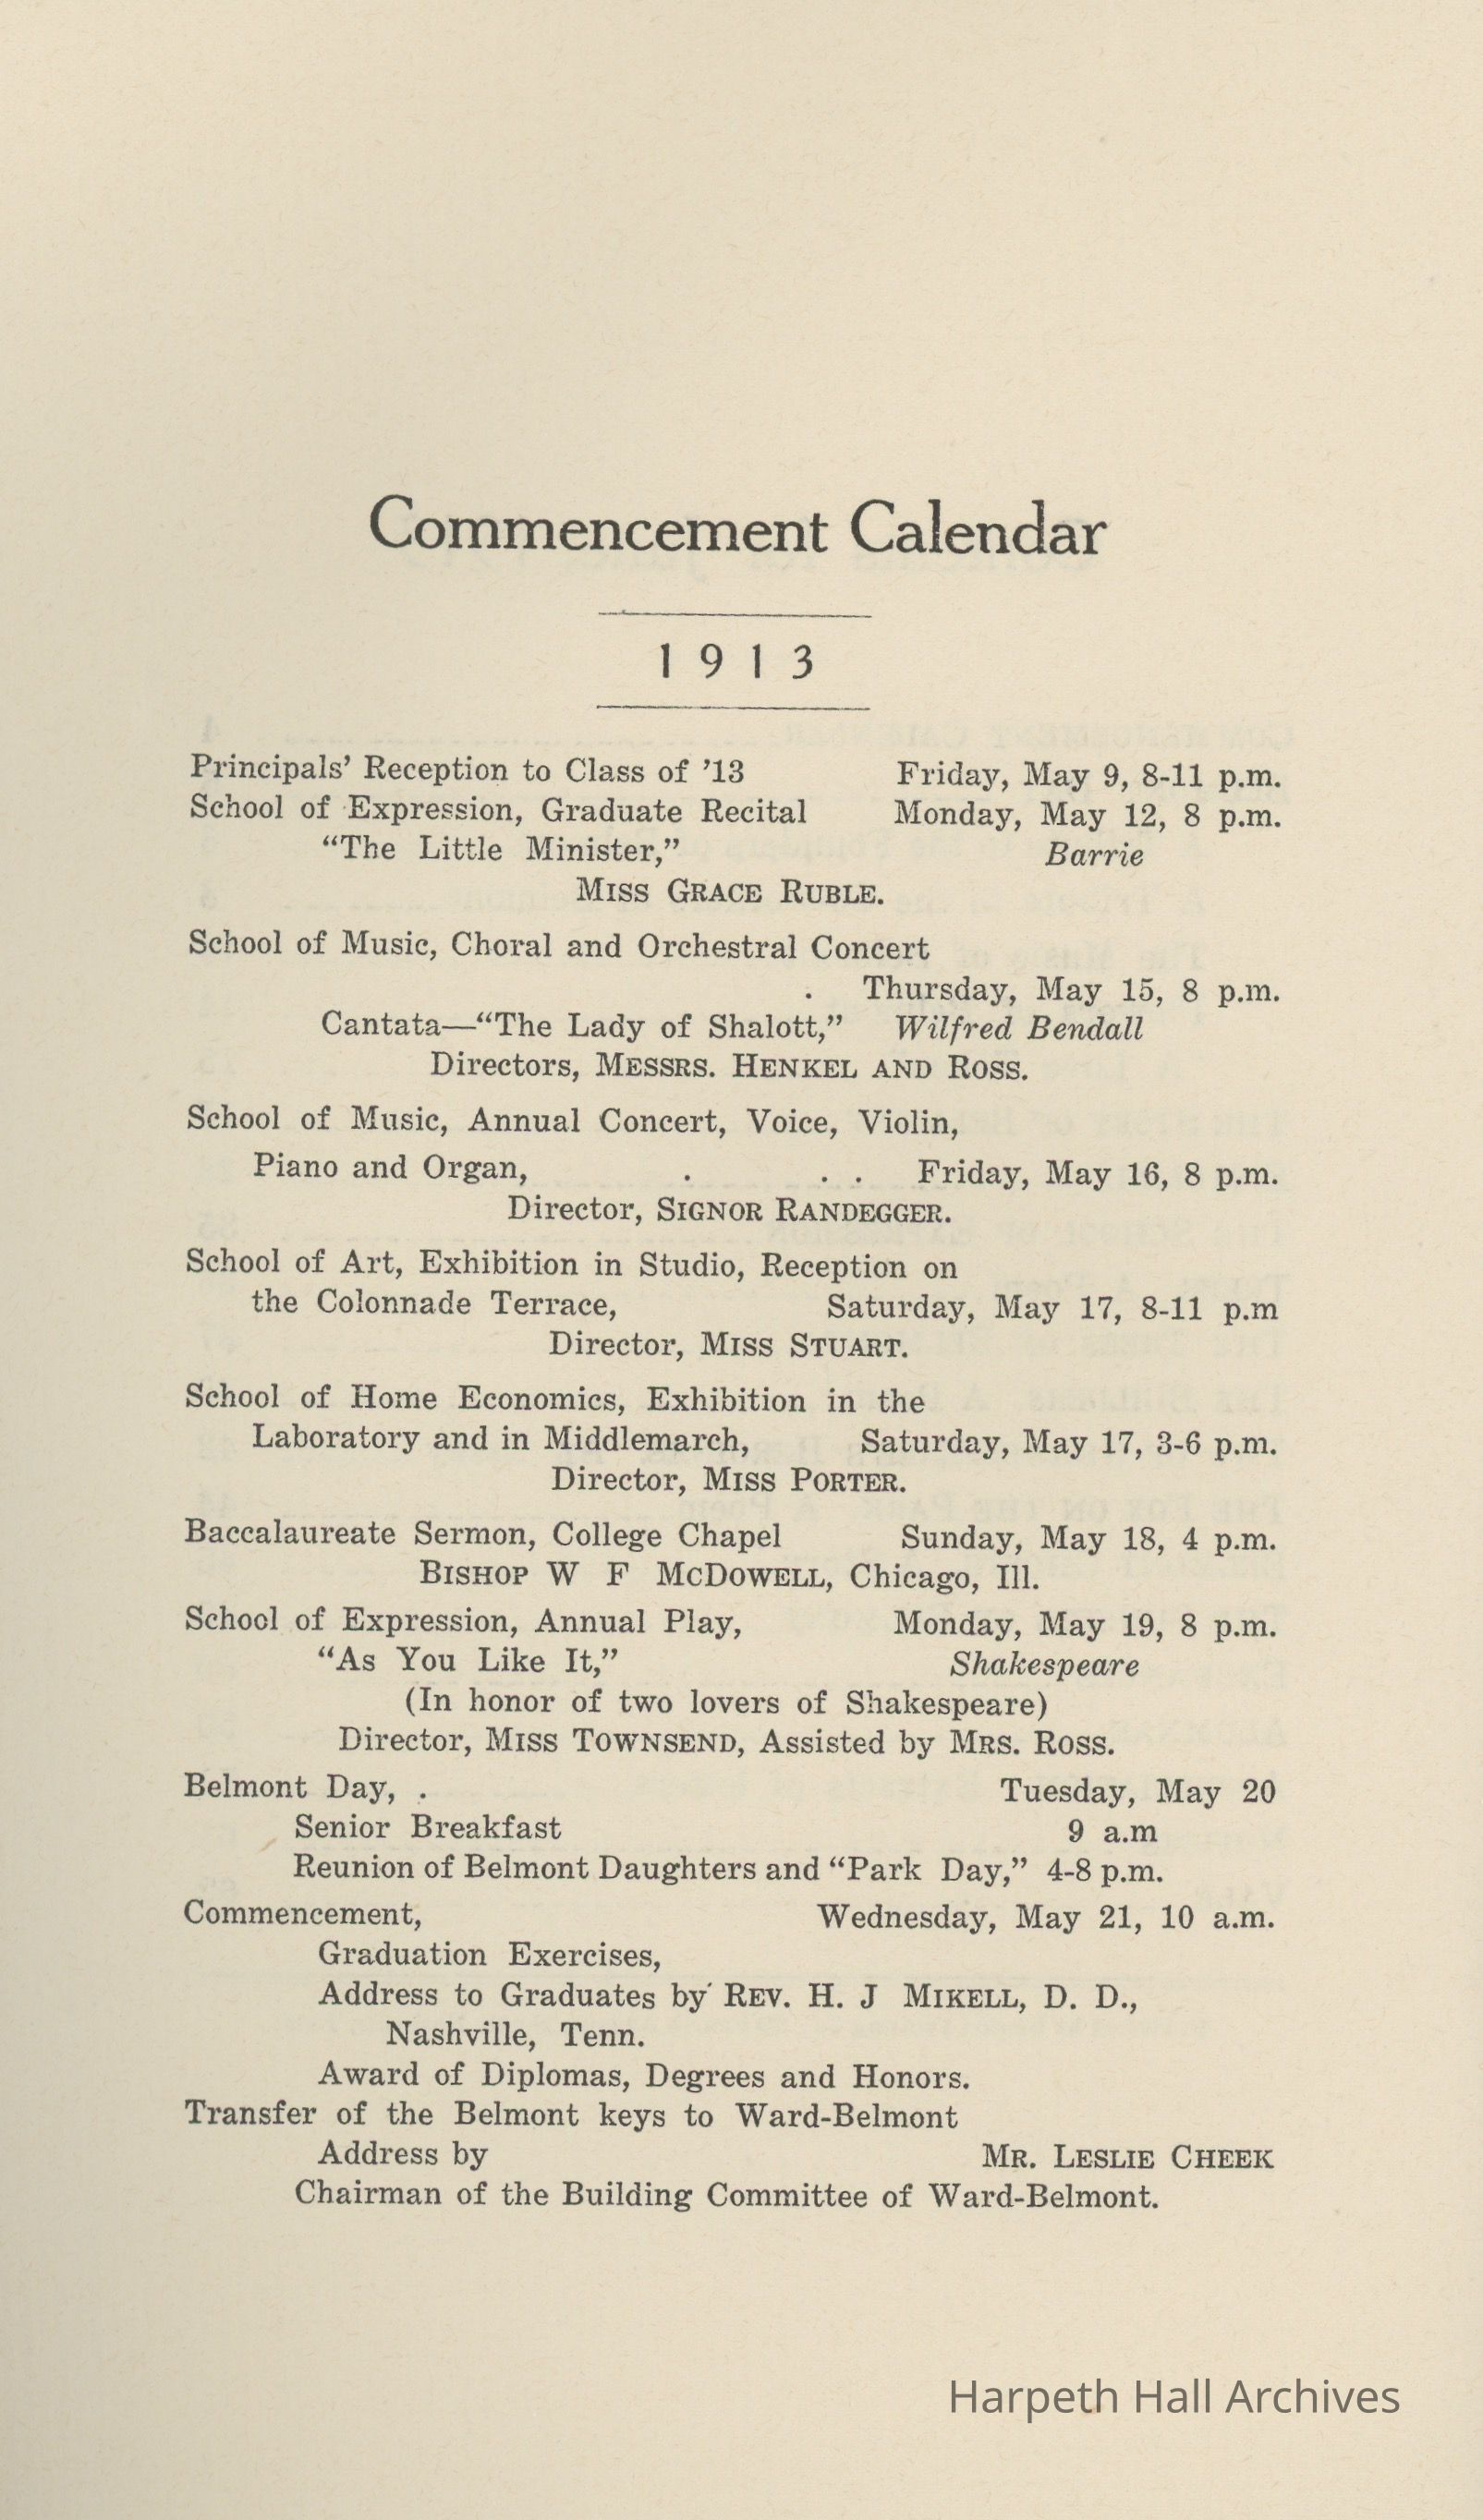 Commencement Calendar
1913
Principals' Reception to Class of '13 Friday, May 9, 8-11 p.m.
School of Expression, Graduate Recital Monday, May 12, 8 p.m.
"The Little Minister," Barrie
MISS GRACE RUBLE.
School of Music, Choral and Orchestral Concert
. Thursday, May 15, 8 p.m.
Cantata—"The Lady of Shalott," Wilfred Bendall
Directors, MESSRS. HENKEL AND ROSS.
School of Music, Annual Concert, Voice, Violin,
Piano and Organ, . . . Friday, May 16, 8 p.m.
Director, SIGNOR RANDEGGER.
School of Art, Exhibition in Studio, Reception on
the Colonnade Terrace, Saturday, May 17, 8-11 p.m
Director, MISS STUART.
School of Home Economics, Exhibition in the
Laboratory and in Middlemarch, Saturday, May 17, 3-6 p.m.
Director, MISS PORTER.
Baccalaureate Sermon, College Chapel Sunday, May 18, 4 p.m.
BISHOP W F MCDOWELL, Chicago, Ill.
School of Expression, Annual Play, Monday, May 19, 8 p.m.
"As You Like It," Shakespeare
(In honor of two lovers of Shakespeare)
Director, MISS TOWNSEND, Assisted by MRS. ROSS.
Belmont Day, . Tuesday, May 20
Senior Breakfast 9 a.m
Reunion of Belmont Daughters and "Park Day," 4-8 p.m.
Commencement, Wednesday, May 21, 10 a.m.
Graduation Exercises,
Address to Graduates by REV. H. J MIKELL, D. D.,
Nashville, Tenn.
Award of Diplomas, Degrees and Honors.
Transfer of the Belmont keys to Ward-Belmont
Address by MR. LESLIE CHEEK
Chairman of the Building Committee of Ward-Belmont.
Harpeth Hall Archives